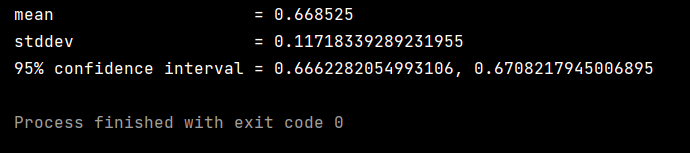 mean                    = 0.668525
stddev                  = 0.11718339289231955
95% confidence interval = 0.6662282054993106, 0.6708217945006895
Process finished with exit code 0